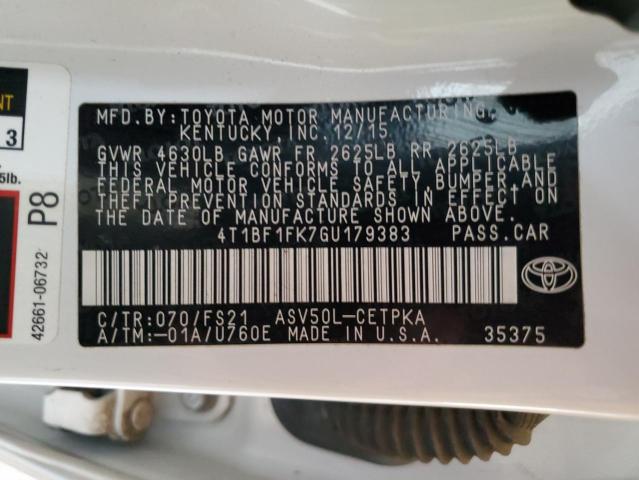 MFD.BY:TOYOTA MOTOR MANUFACTURING,
KENTUCKY,INC.12/15
GVWR 4630LB GAWR FR 2625LB RR 2625LB
THIS VEHICLE CONFORMS TO ALL APPLICABLE
FEDERAL MOTOR VEHICLE SAFETY,BUMPER,AND
THEFT PREVENTION STANDARDS IN EFFECT ON
THE DATE OF MANUFACTURE SHOWN ABOVE.
4T1BF1FK7GU179383 PASS.CAR
C/TR:070/FS21 ASV50L-CETPKA
A/TM:-01A/U760E MADE IN U.S.A. 35375
TOYOTA
NT
3
5lb.
P8
42661-06732